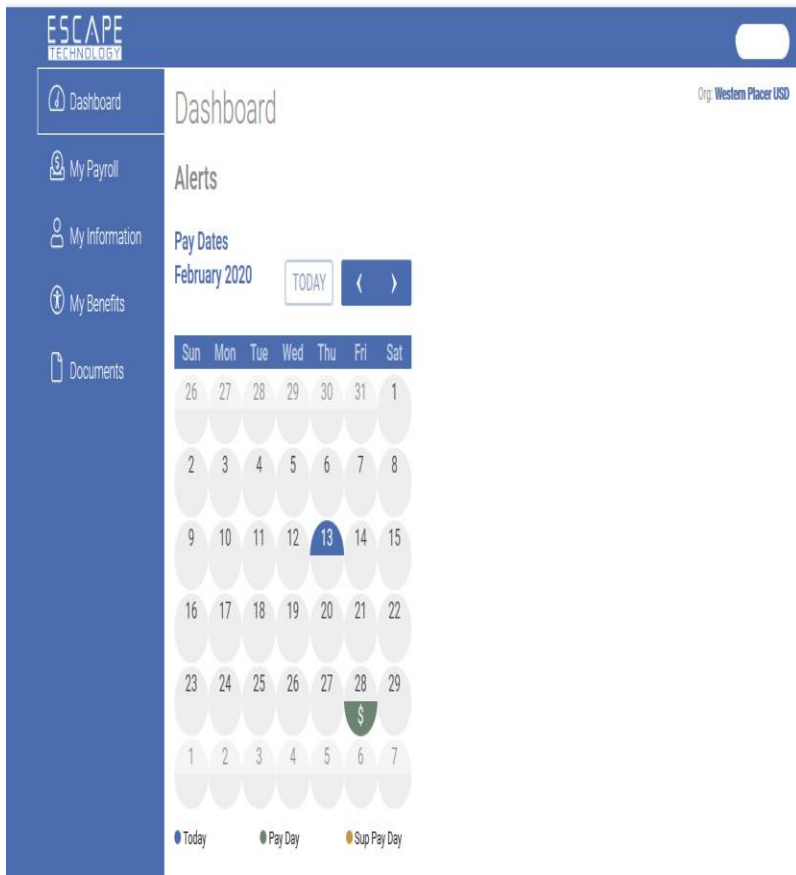 ESCAPE
TECHNOLOGY
Dashboard
My Payroll
My Information
My Benefits
Documents
Dashboard
Org: Western Placer USD
Alerts
Pay Dates
February 2020
TODAY
Sun Mon Tue Wed Thu Fri Sat
26 27 28 29 30 31 1
2 3 4 5 6 7 8
9 10 11 12 13 14 15
16 17 18 19 20 21 22
23 24 25 26 27 28 29
$
1 2 3 4 5 6 7
Today Pay Day Sup Pay Day